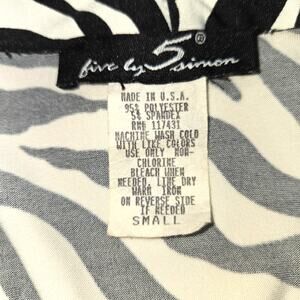 five by 5 simon ®
MADE IN U.S.A.
95% POLYESTER
5% SPANDEX
RN# 117431
MACHINE WASH COLD
WITH LIKE COLORS
USE ONLY NON-
CHLORINE
BLEACH WHEN
NEEDED, LINE DRY
WARM IRON
ON REVERSE SIDE
IF NEEDED
SMALL